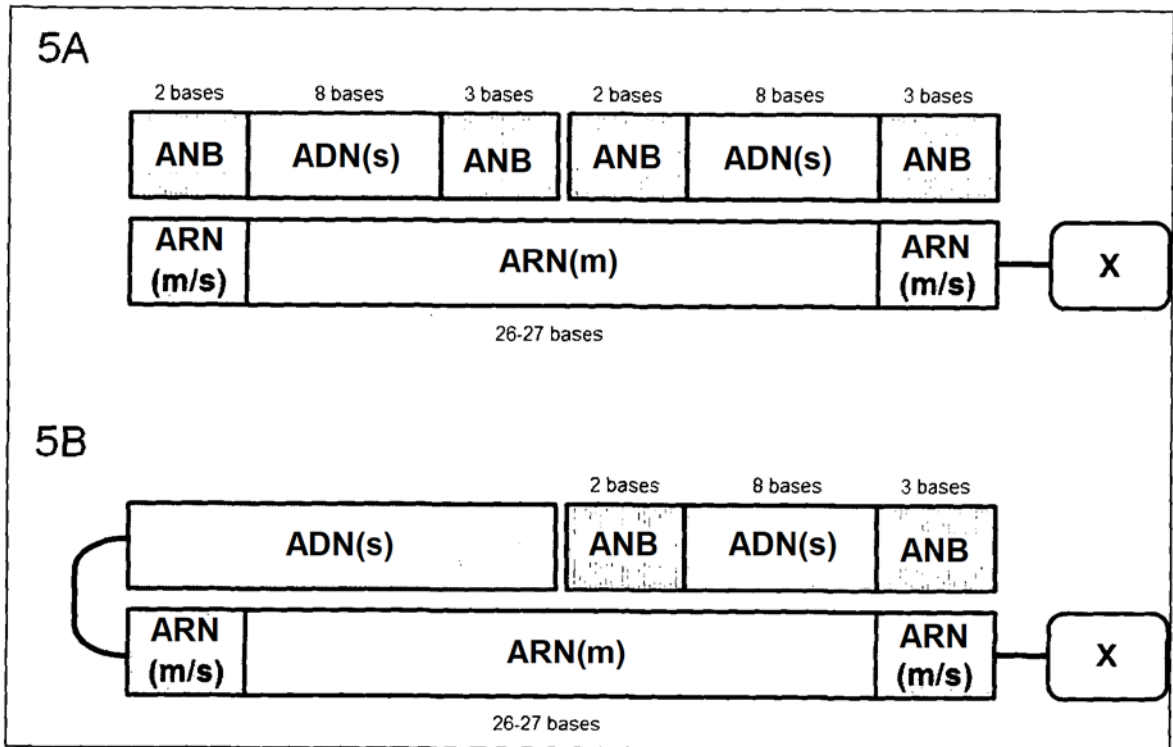 5A
2 bases 8 bases 3 bases 2 bases 8 bases 3 bases
ANB ADN(s) ANB ANB ADN(s) ANB
ARN (m/s) ARN(m) ARN (m/s) X
26-27 bases
5B
2 bases 8 bases 3 bases
ADN(s) ANB ADN(s) ANB
ARN (m/s) ARN(m) ARN (m/s) X
26-27 bases